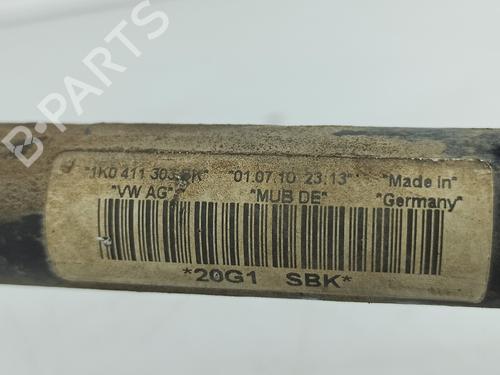 B-PARTS
*1K0 411 303 BK* *01.07.10 23.13* *Made in*
*VW AG* *MUB DE* *Germany*
*20G1 SBK*